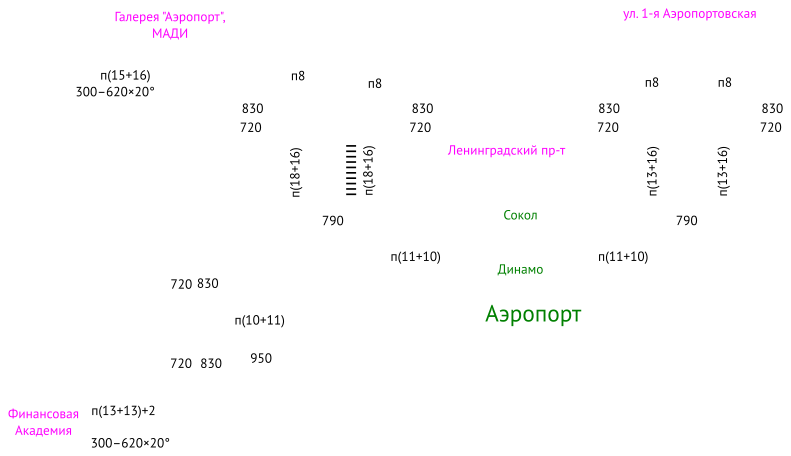 Галерея "Аэропорт",
МАДИ
ул. 1-я Аэропортовская
п(15+16)
300–620×20°
п8
п8
п8
п8
830
720
830
720
830
720
830
720
п(18+16)
п(18+16)
Ленинградский пр-т
п(13+16)
п(13+16)
790
Сокол
790
п(11+10)
п(11+10)
Динамо
720 830
Аэропорт
п(10+11)
720 830
950
Финансовая
Академия
п(13+13)+2
300–620×20°